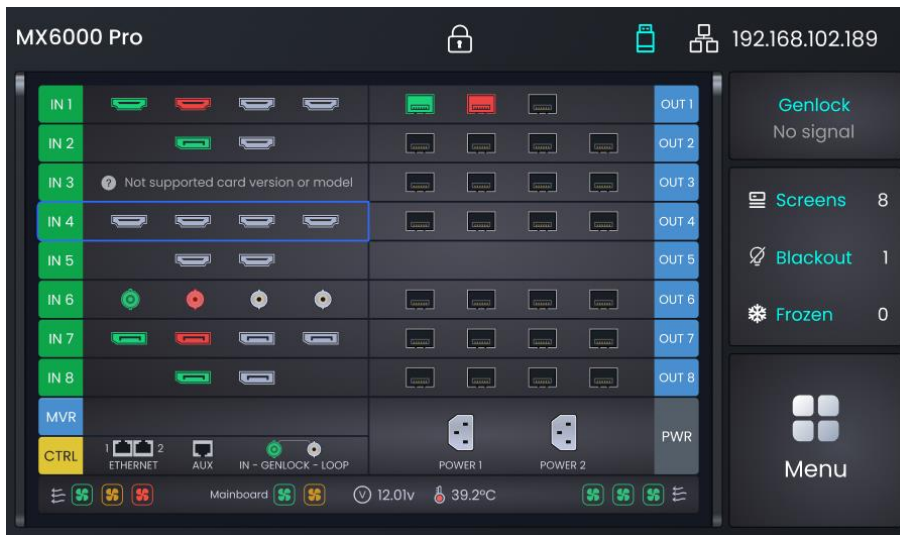 MX6000 Pro
192.168.102.189
IN 1
OUT 1
IN 2
OUT 2
IN 3
? Not supported card version or model
OUT 3
IN 4
OUT 4
IN 5
OUT 5
IN 6
OUT 6
IN 7
OUT 7
IN 8
OUT 8
MVR
CTRL
1
2
ETHERNET
AUX
IN - GENLOCK - LOOP
POWER 1
POWER 2
PWR
Mainboard
V 12.01v
39.2ºC
Genlock
No signal
Screens 8
Blackout 1
Frozen 0
Menu